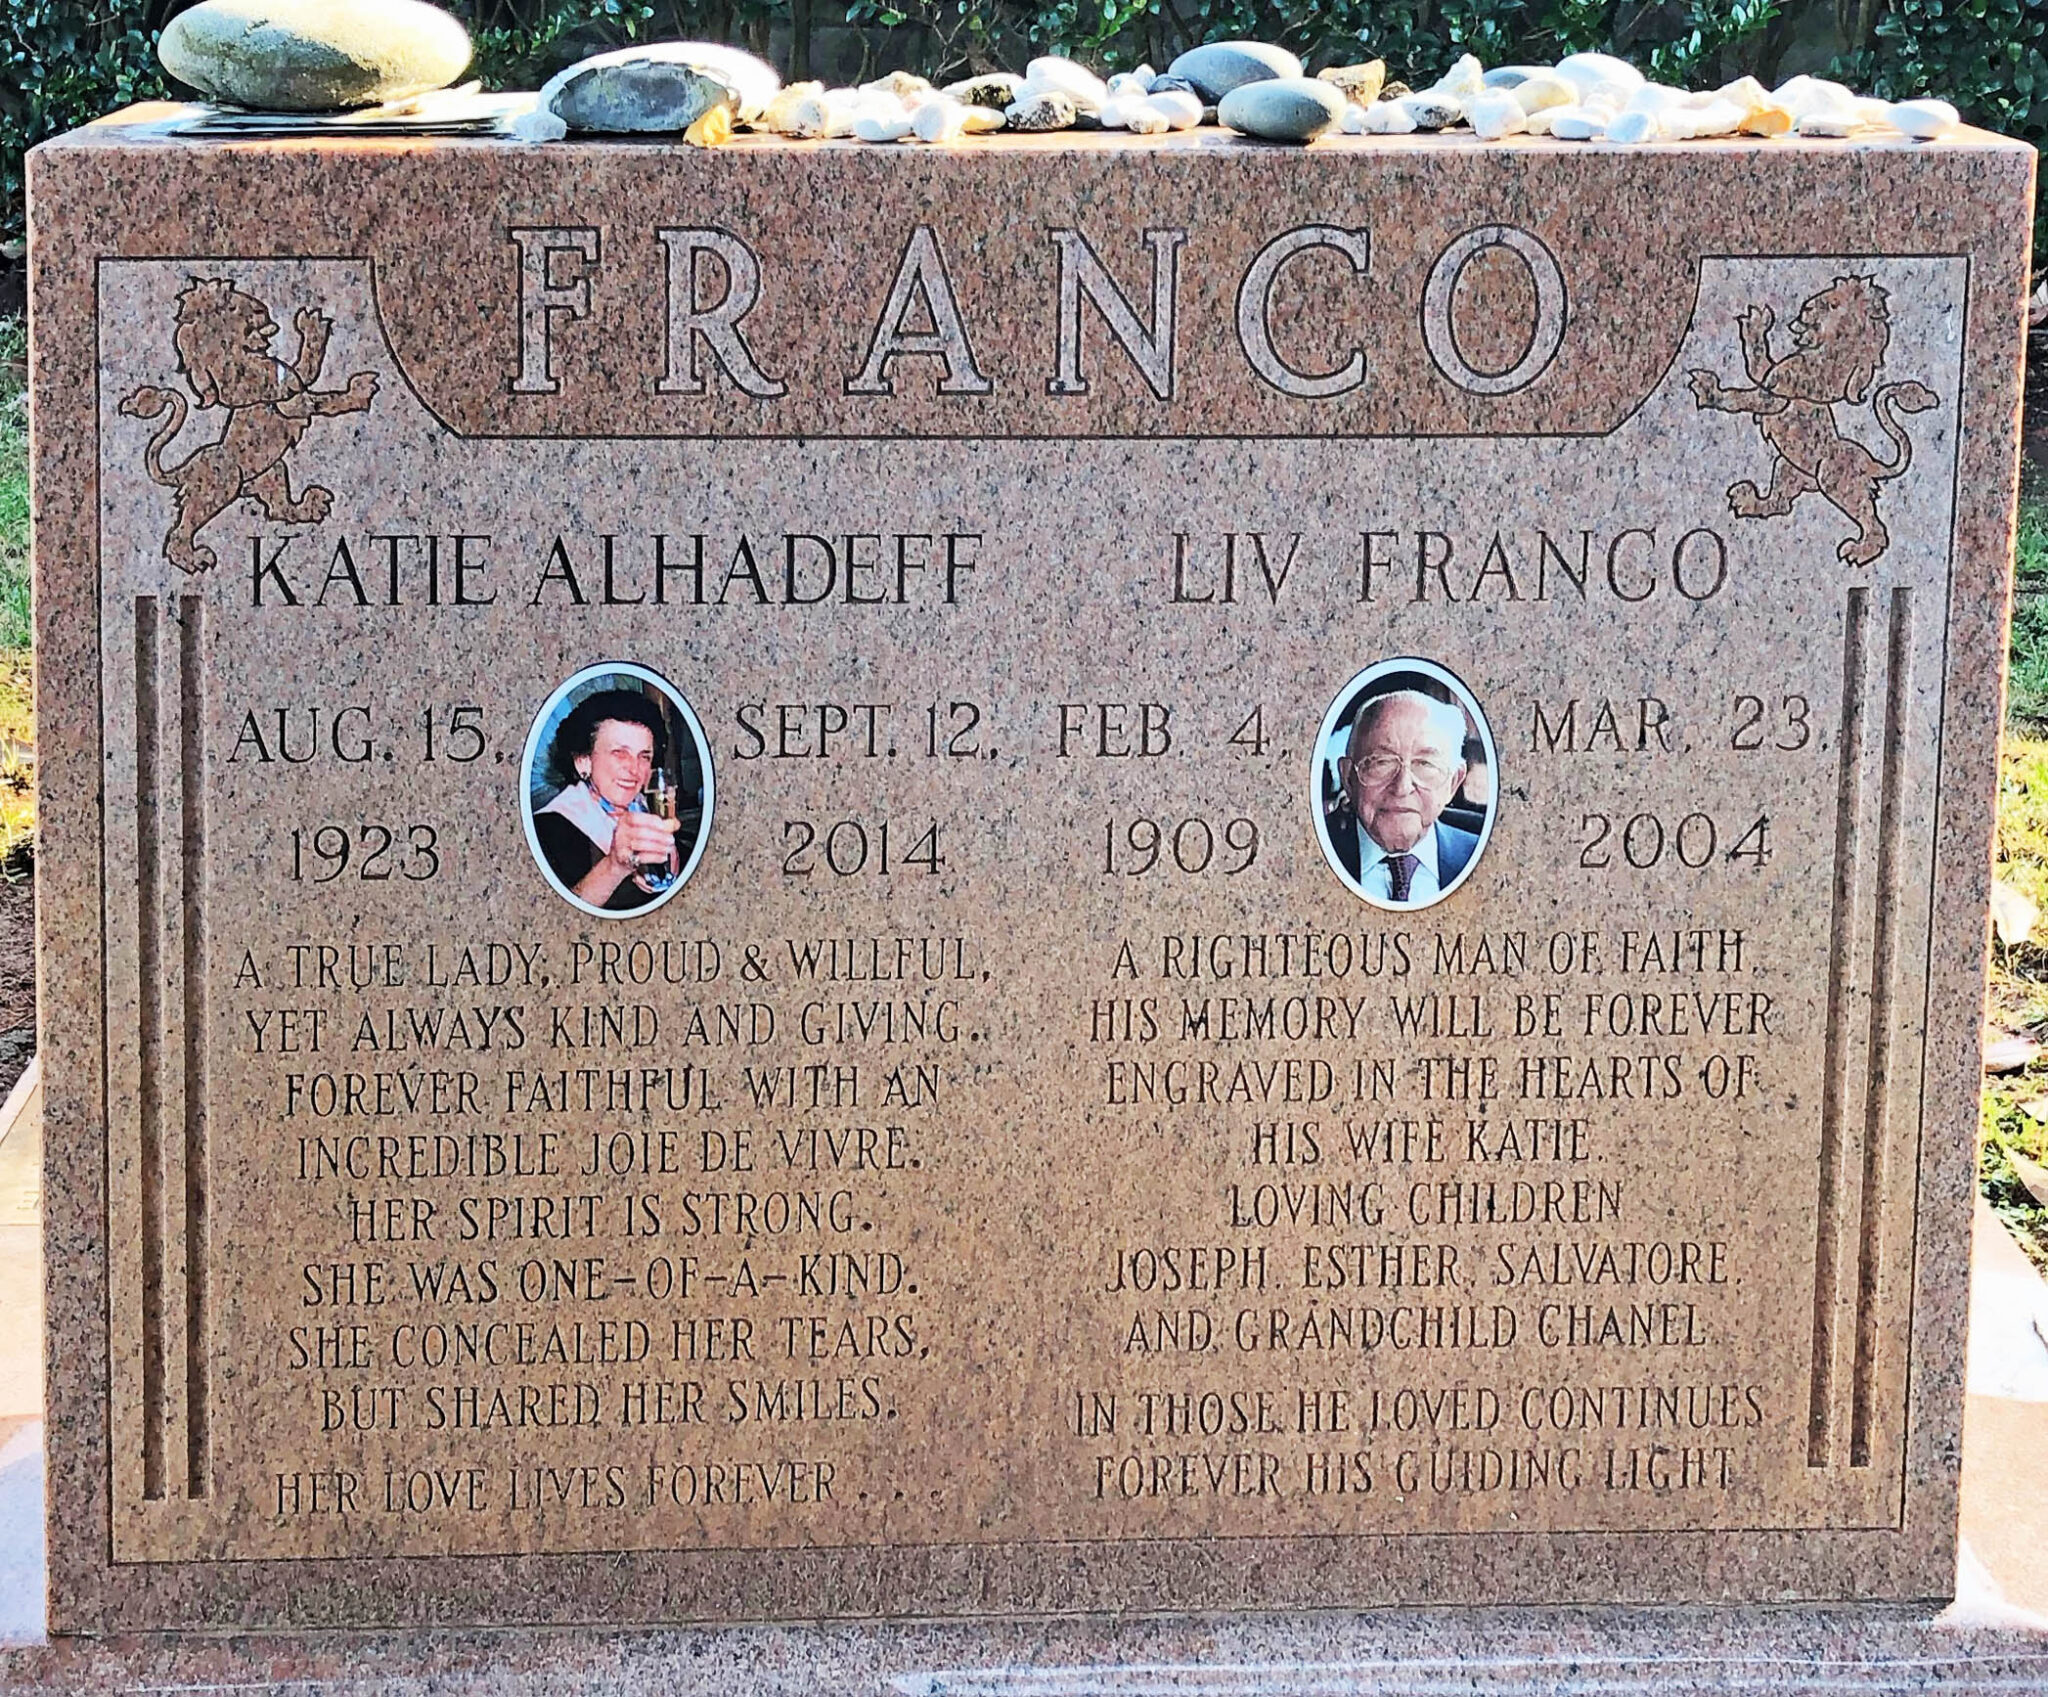 FRANCO
KATIE ALHADEFF
AUG. 15, SEPT. 12,
1923 2014
A TRUE LADY, PROUD & WILLFUL,
YET ALWAYS KIND AND GIVING.
FOREVER FAITHFUL WITH AN
INCREDIBLE JOIE DE VIVRE.
HER SPIRIT IS STRONG.
SHE WAS ONE-OF-A-KIND.
SHE CONCEALED HER TEARS,
BUT SHARED HER SMILES.
HER LOVE LIVES FOREVER . . .
LIV FRANCO
FEB. 4, MAR. 23,
1909 2004
A RIGHTEOUS MAN OF FAITH,
HIS MEMORY WILL BE FOREVER
ENGRAVED IN THE HEARTS OF
HIS WIFE KATIE,
LOVING CHILDREN
JOSEPH, ESTHER, SALVATORE,
AND GRANDCHILD CHANEL
IN THOSE HE LOVED CONTINUES
FOREVER HIS GUIDING LIGHT